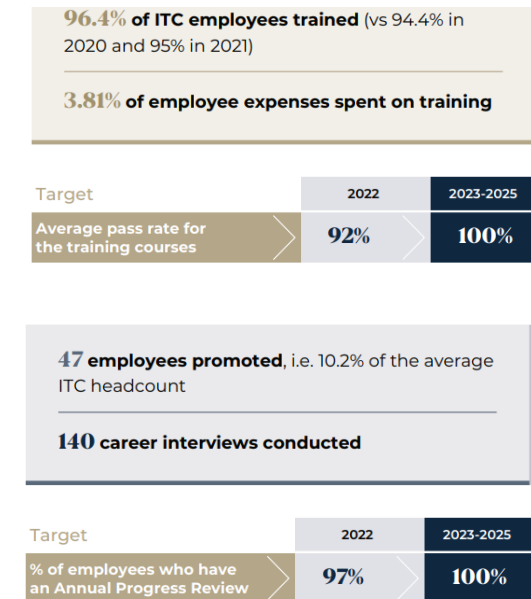 96.4% of ITC employees trained (vs 94.4% in
2020 and 95% in 2021)
3.81% of employee expenses spent on training
Target
2022
2023-2025
Average pass rate for
the training courses
92%
100%
47 employees promoted, i.e. 10.2% of the average
ITC headcount
140 career interviews conducted
Target
2022
2023-2025
% of employees who have
an Annual Progress Review
97%
100%